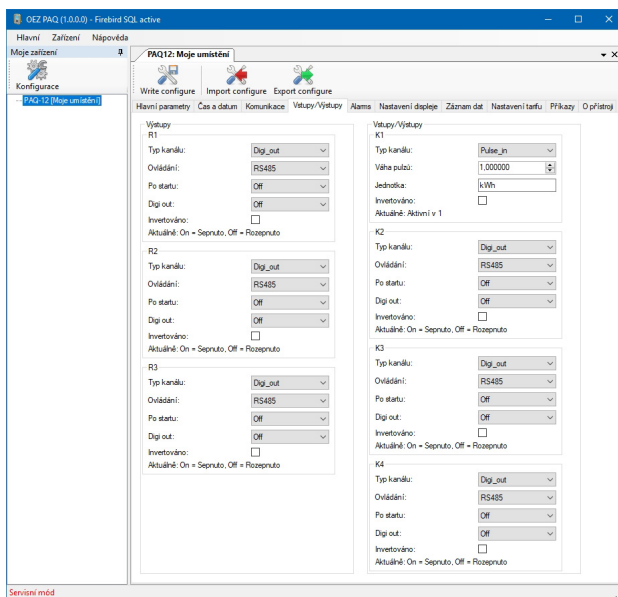 OEZ PAQ (1.0.0.0) - Firebird SQL active
Hlavní Zařízení Nápověda
Moje zařízení
Konfigurace
PAQ-12 [Moje umístění]
PAQ12: Moje umístění
Write configure Import configure Export configure
Hlavní parametry Čas a datum Komunikace Vstupy/Výstupy Alarms Nastavení displeje Záznam dat Nastavení tarifu Příkazy O přístroji
Výstupy
R1
Typ kanálu: Digi_out
Ovládání: RS485
Po startu: Off
Digi out: Off
Invertováno:
Aktuálně: On = Sepnuto, Off = Rozepnuto
R2
Typ kanálu: Digi_out
Ovládání: RS485
Po startu: Off
Digi out: Off
Invertováno:
Aktuálně: On = Sepnuto, Off = Rozepnuto
R3
Typ kanálu: Digi_out
Ovládání: RS485
Po startu: Off
Digi out: Off
Invertováno:
Aktuálně: On = Sepnuto, Off = Rozepnuto
Vstupy/Výstupy
K1
Typ kanálu: Pulse_in
Váha pulzů: 1,000000
Jednotka: kWh
Invertováno:
Aktuálně: Aktivní v 1
K2
Typ kanálu: Digi_out
Ovládání: RS485
Po startu: Off
Digi out: Off
Invertováno:
Aktuálně: On = Sepnuto, Off = Rozepnuto
K3
Typ kanálu: Digi_out
Ovládání: RS485
Po startu: Off
Digi out: Off
Invertováno:
Aktuálně: On = Sepnuto, Off = Rozepnuto
K4
Typ kanálu: Digi_out
Ovládání: RS485
Po startu: Off
Digi out: Off
Invertováno:
Aktuálně: On = Sepnuto, Off = Rozepnuto
Servisní mód